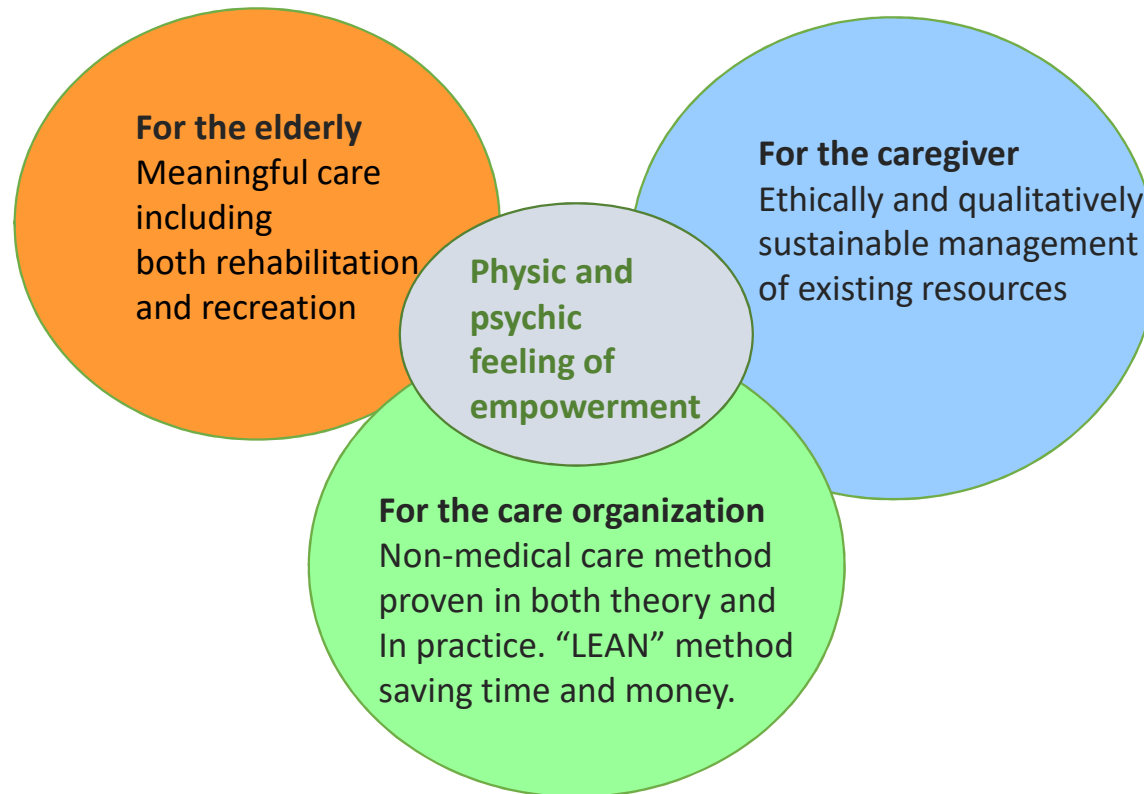 For the elderly
Meaningful care
including
both rehabilitation
and recreation
For the caregiver
Ethically and qualitatively
sustainable management
of existing resources
Physic and
psychic
feeling of
empowerment
For the care organization
Non-medical care method
proven in both theory and
In practice. “LEAN” method
saving time and money.